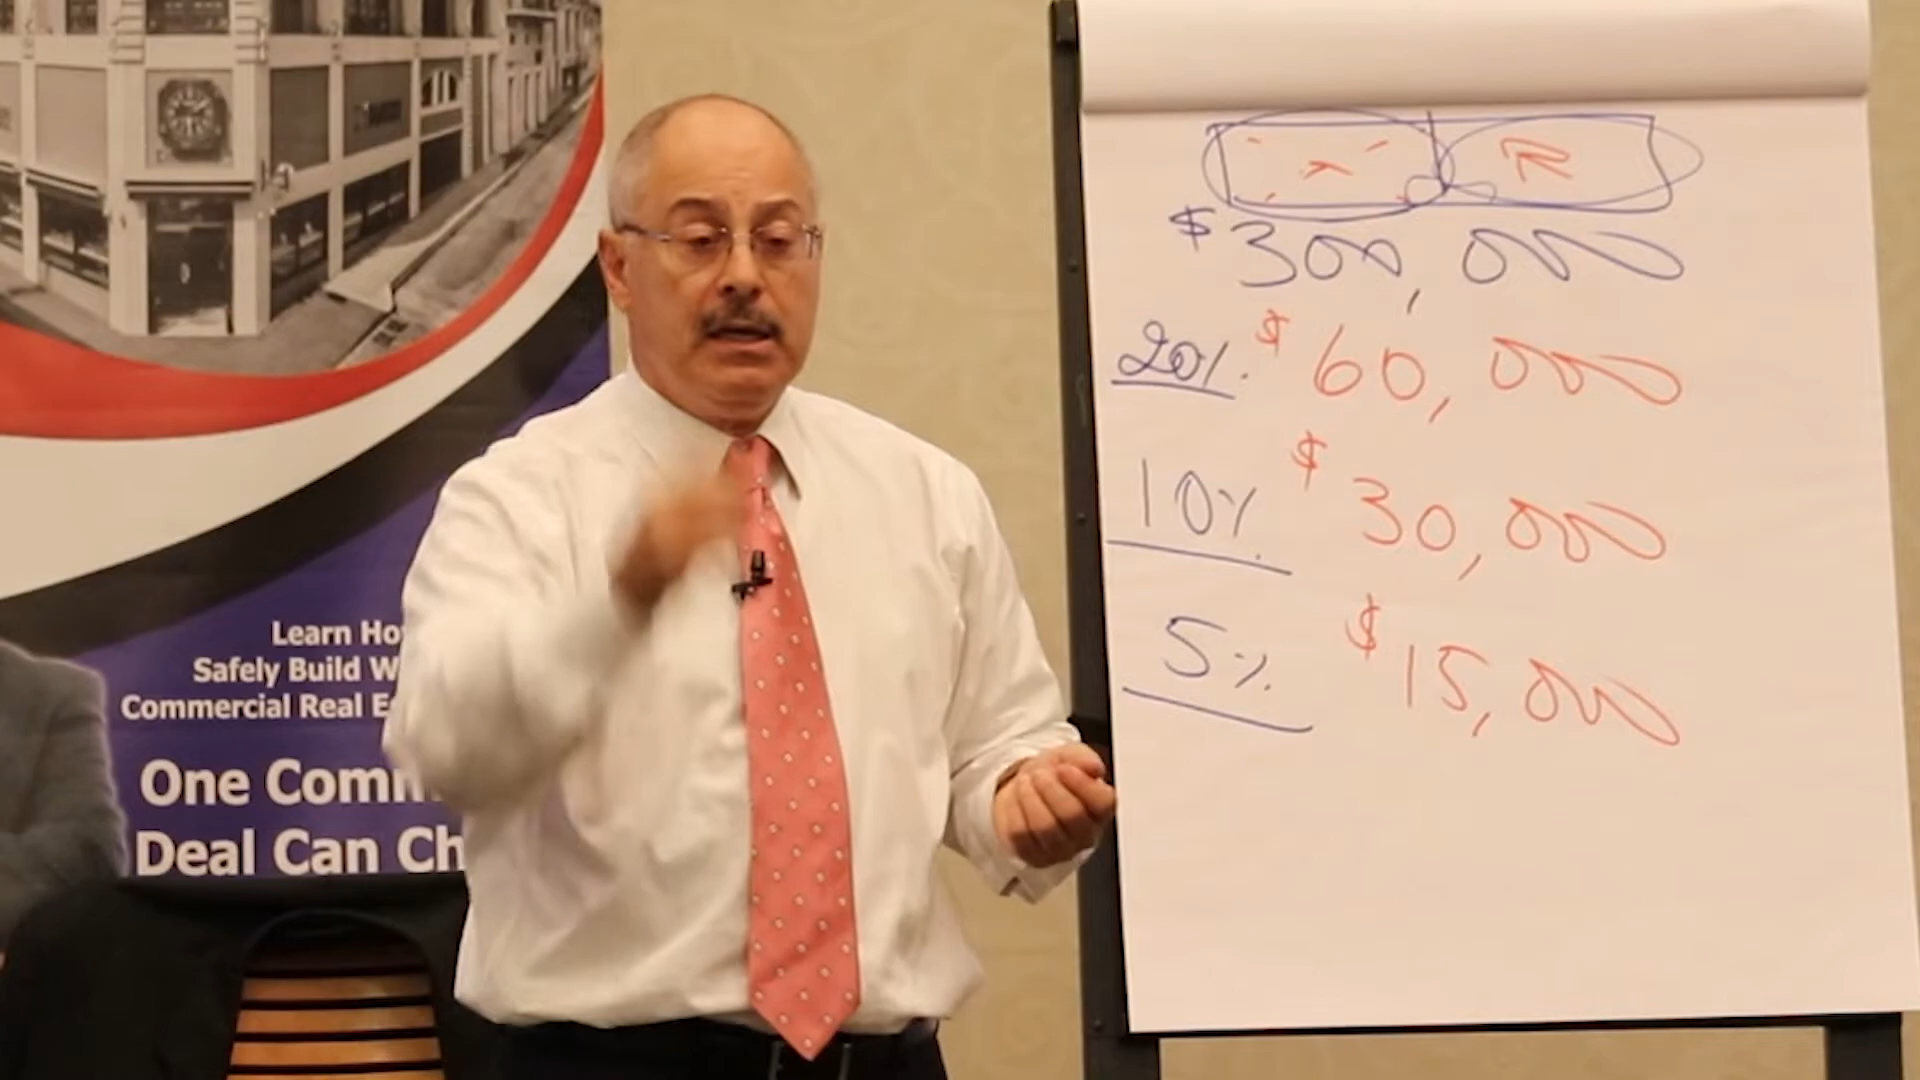 Learn Ho
Safely Build W
Commercial Real E
One Comm
Deal Can Ch
$300,000
20% $60,000
10% $30,000
5% $15,000